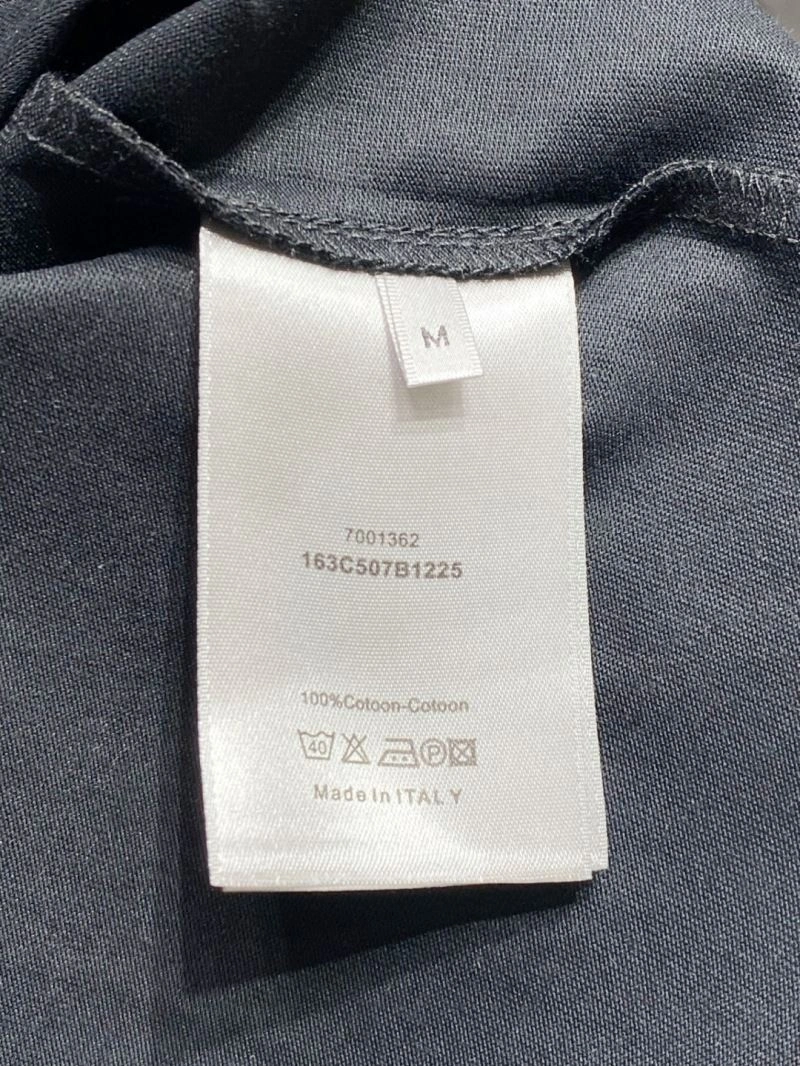 M
7001362
163C507B1225
100%Cotoon-Cotoon
40 P
Made In ITAL Y